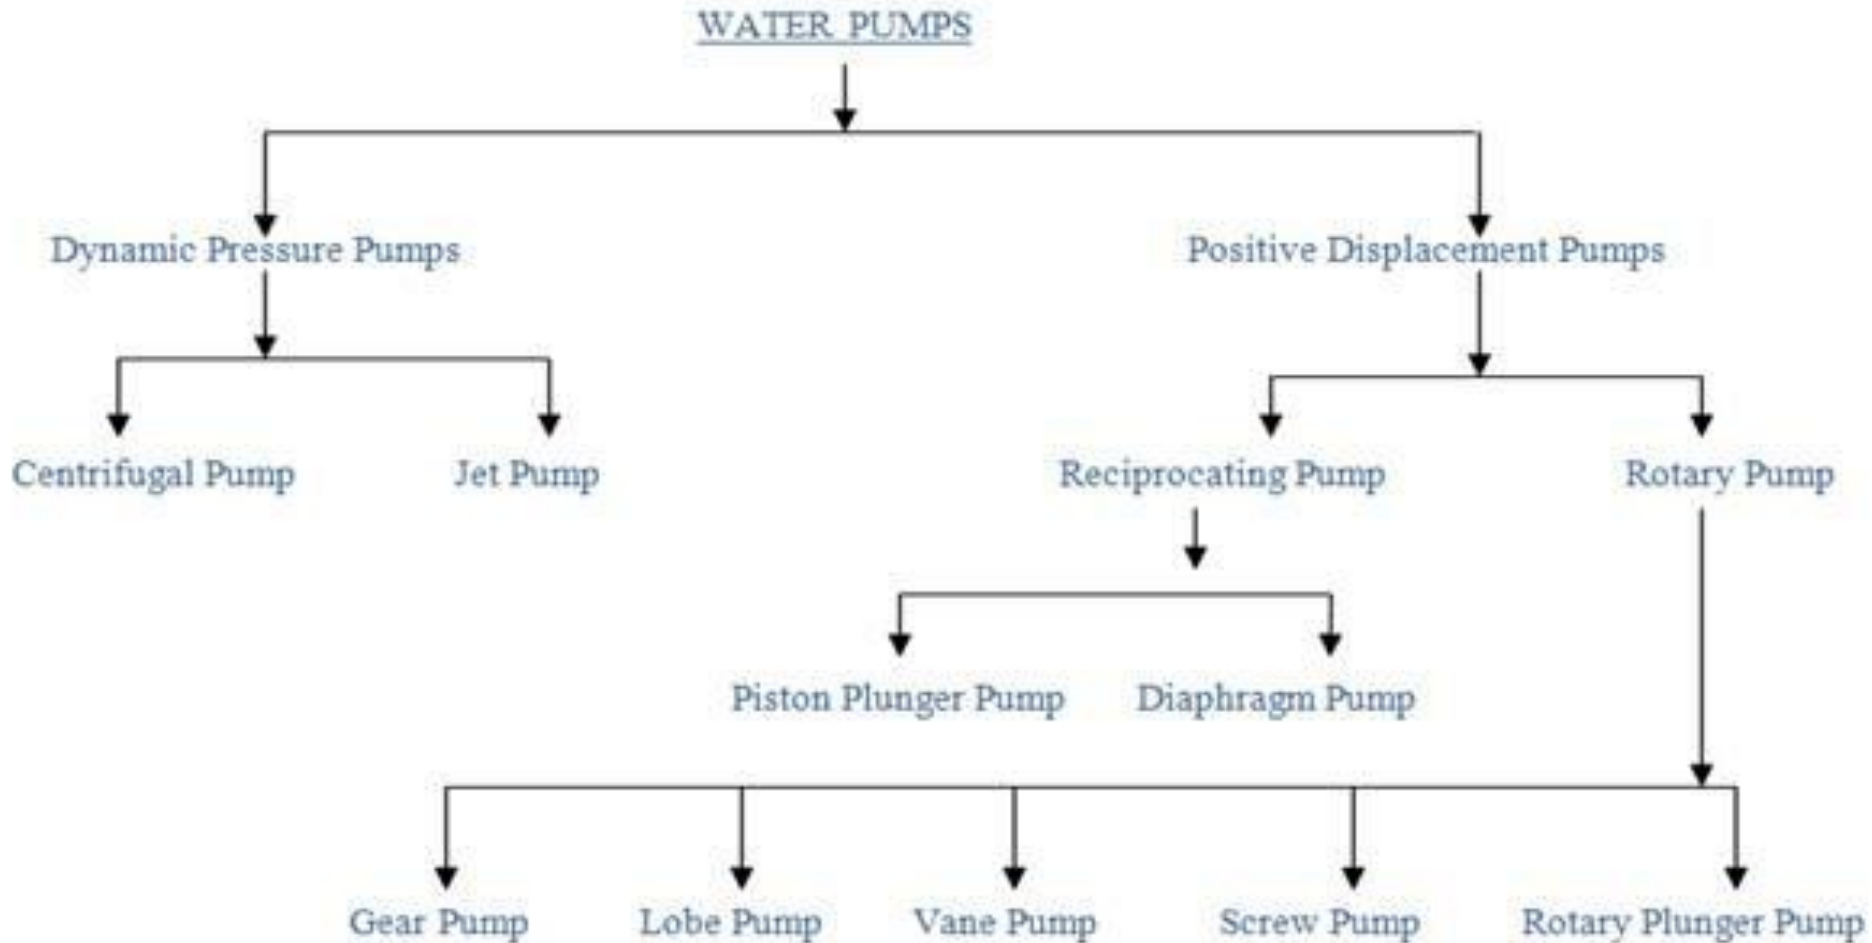 WATER PUMPS
Dynamic Pressure Pumps
Positive Displacement Pumps
Centrifugal Pump
Jet Pump
Reciprocating Pump
Rotary Pump
Piston Plunger Pump
Diaphragm Pump
Gear Pump
Lobe Pump
Vane Pump
Screw Pump
Rotary Plunger Pump